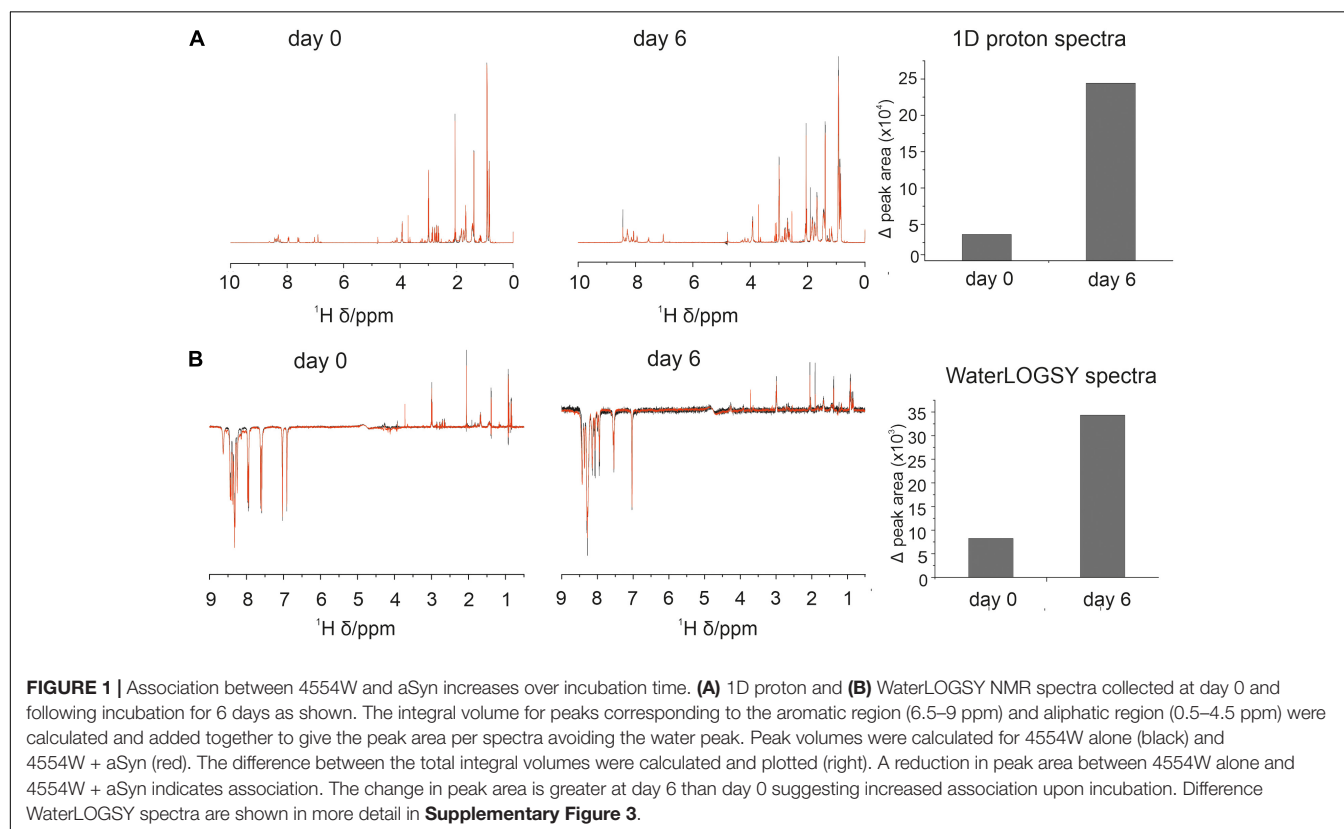 A
day 0
day 6
1D proton spectra
Δ peak area (x10⁴)
25
20
15
10
5
0
day 0
day 6
10 8 6 4 2 0
¹H δ/ppm
10 8 6 4 2 0
¹H δ/ppm
B
day 0
day 6
WaterLOGSY spectra
Δ peak area (x10³)
35
30
25
30
15
10
5
0
day 0
day 6
9 8 7 6 5 4 3 2 1
¹H δ/ppm
9 8 7 6 5 4 3 2 1
¹H δ/ppm
FIGURE 1 | Association between 4554W and aSyn increases over incubation time. (A) 1D proton and (B) WaterLOGSY NMR spectra collected at day 0 and
following incubation for 6 days as shown. The integral volume for peaks corresponding to the aromatic region (6.5–9 ppm) and aliphatic region (0.5–4.5 ppm) were
calculated and added together to give the peak area per spectra avoiding the water peak. Peak volumes were calculated for 4554W alone (black) and
4554W + aSyn (red). The difference between the total integral volumes were calculated and plotted (right). A reduction in peak area between 4554W alone and
4554W + aSyn indicates association. The change in peak area is greater at day 6 than day 0 suggesting increased association upon incubation. Difference
WaterLOGSY spectra are shown in more detail in Supplementary Figure 3.